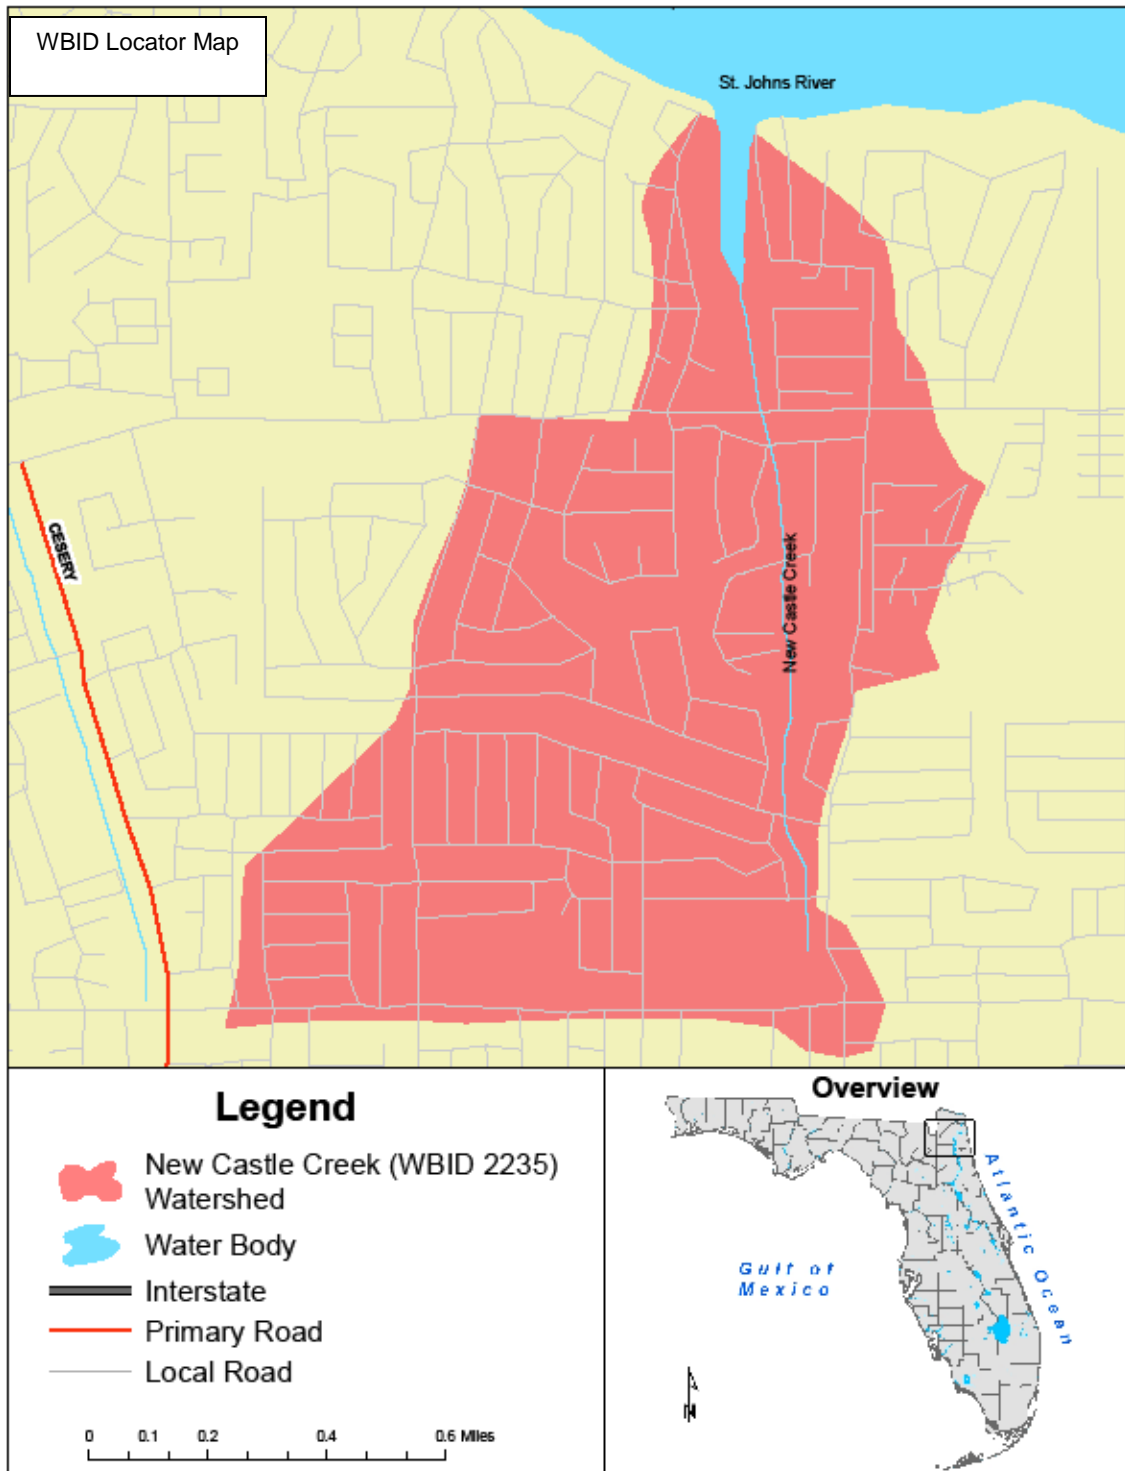 WBID Locator Map
St. Johns River
CESERY
New Castle Creek
Legend
New Castle Creek (WBID 2235)
Watershed
Water Body
Interstate
Primary Road
Local Road
0 0.1 0.2 0.4 0.6 Miles
Overview
Atlantic Ocean
Gulf of
Mexico
N